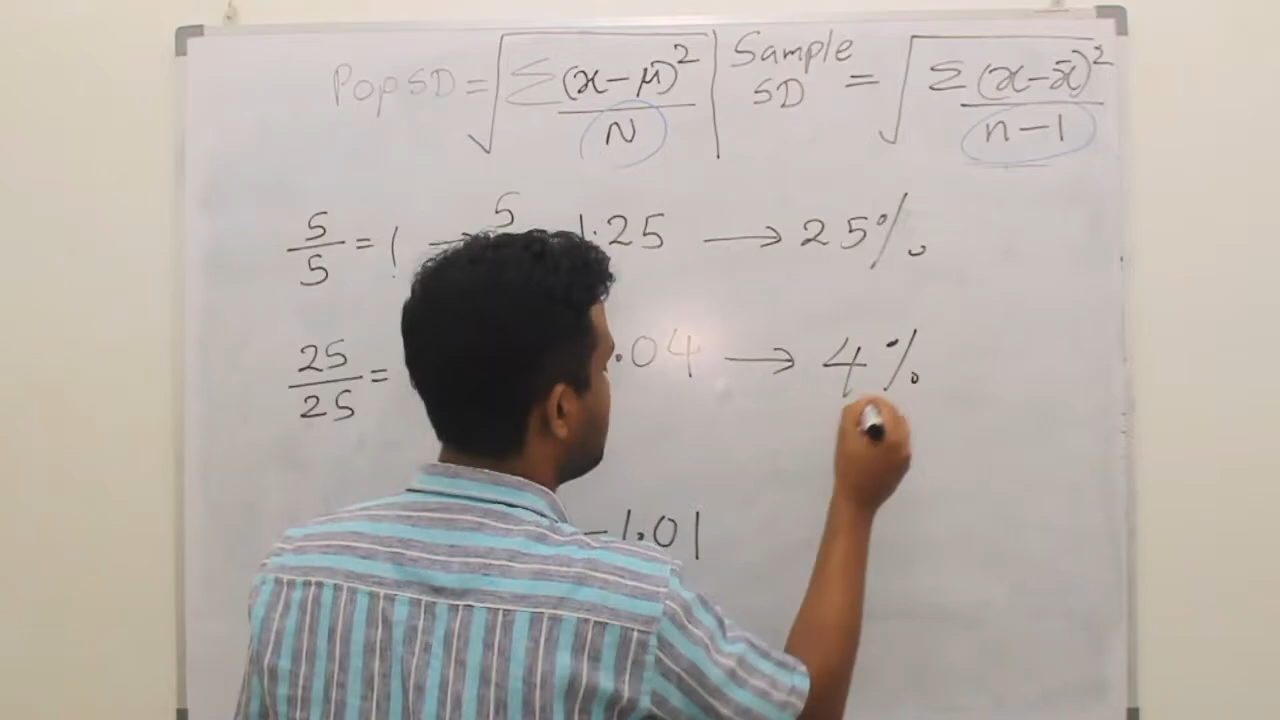 Pop SD = √ Σ(x-μ)² / N | Sample SD = √ Σ(x-x̄)² / n-1
5/5 = 1 → 5 1.25 → 25%
25/25 = .04 → 4%
-1.01